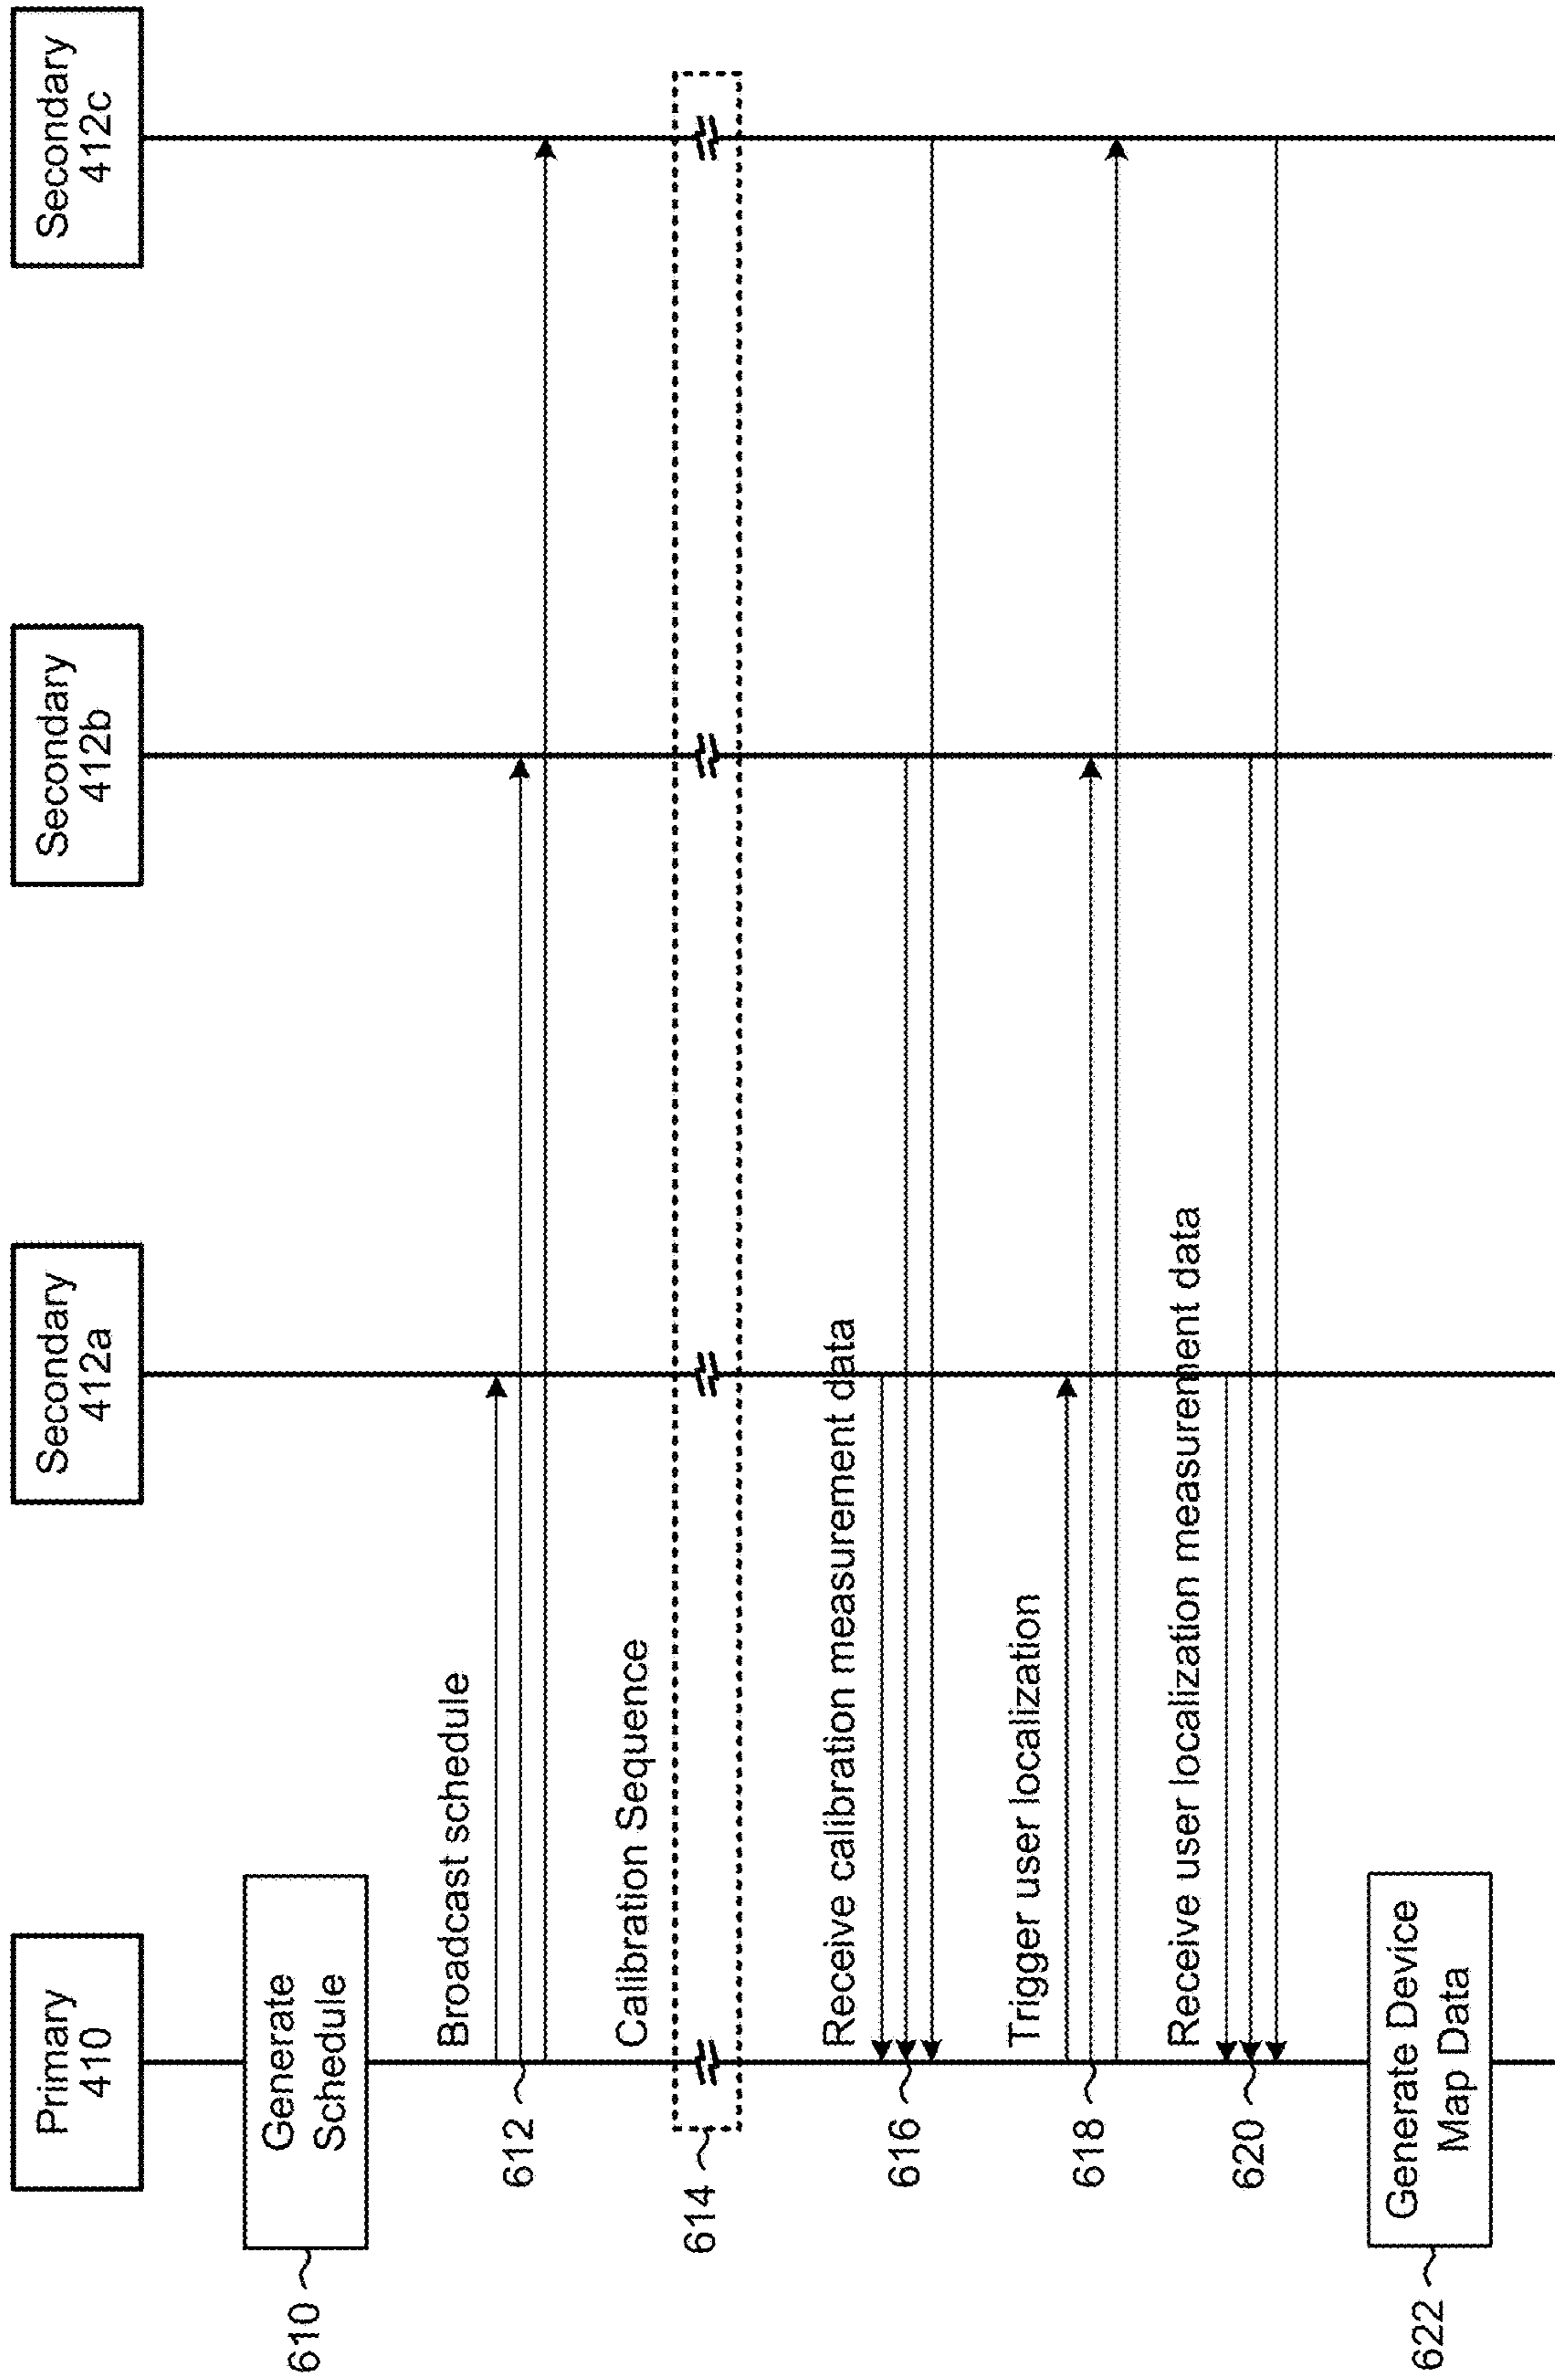 Primary
410
Secondary
412a
Secondary
412b
Secondary
412c
610
Generate
Schedule
Broadcast schedule
612
Calibration Sequence
614
Receive calibration measurement data
616
Trigger user localization
618
Receive user localization measurement data
620
622
Generate Device
Map Data